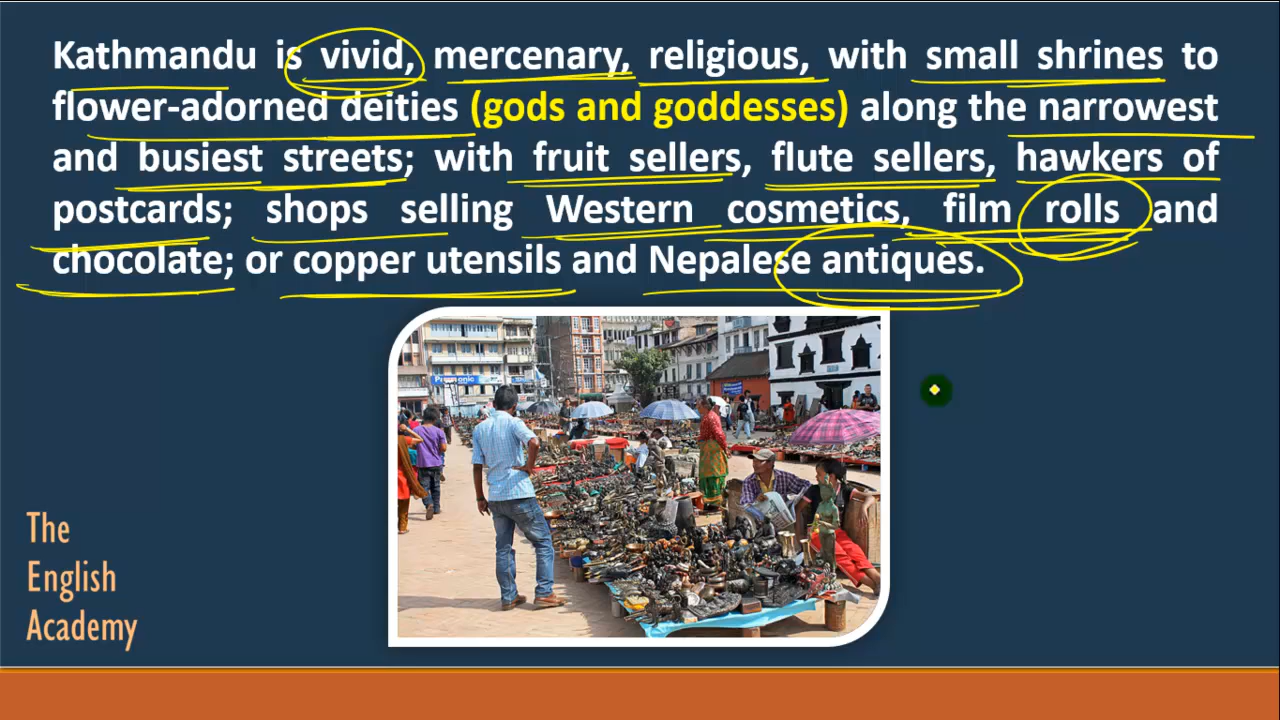 Kathmandu is vivid, mercenary, religious, with small shrines to
flower-adorned deities (gods and goddesses) along the narrowest
and busiest streets; with fruit sellers, flute sellers, hawkers of
postcards; shops selling Western cosmetics, film rolls and
chocolate; or copper utensils and Nepalese antiques.
The
English
Academy